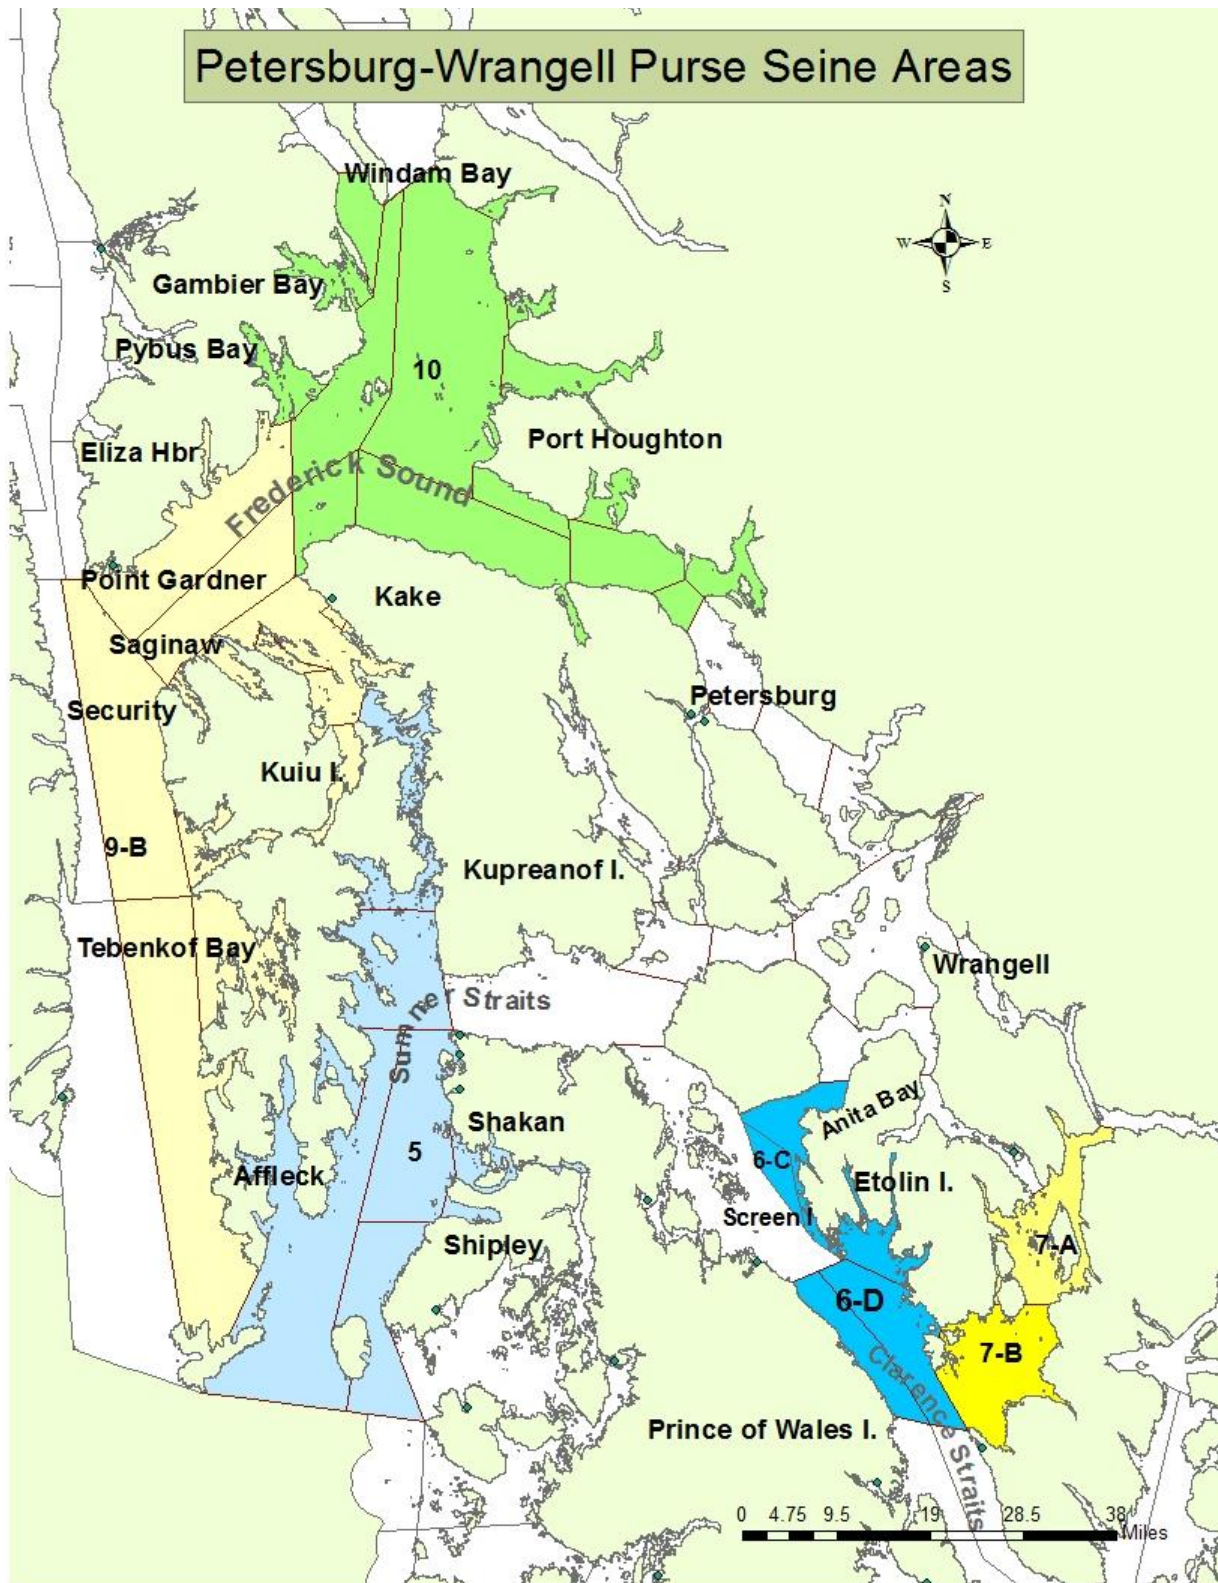 Petersburg-Wrangell Purse Seine Areas
Windam Bay
N
W E
S
Gambier Bay
Pybus Bay
10
Port Houghton
Eliza Hbr
Frederick Sound
Point Gardner
Kake
Saginaw
Petersburg
Security
Kuiu I.
9-B
Kupreanof I.
Tebenkof Bay
Wrangell
Sumner Straits
Anita Bay
Shakan
5
6-C
Affleck
Etolin I.
Screen I
Shipley
7-A
6-D
7-B
Clarence Straits
Prince of Wales I.
0 4.75 9.5 19 28.5 38
Miles